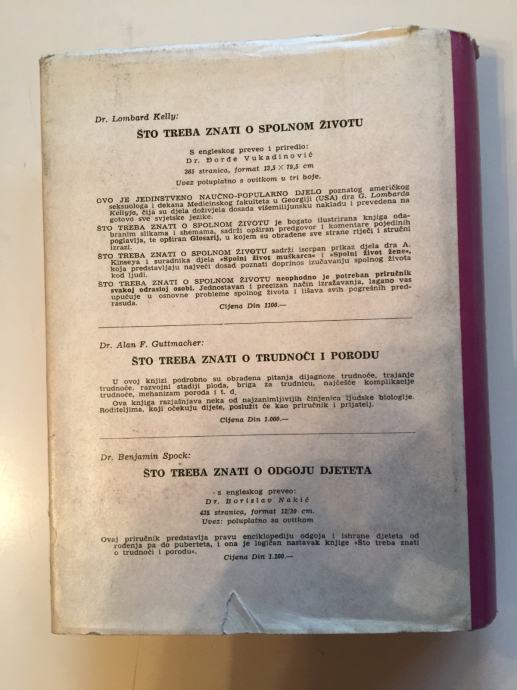 Dr. Lombard Kelly:
ŠTO TREBA ZNATI O SPOLNOM ŽIVOTU
S engleskog preveo i priredio:
Dr. Đorđe Vukadinović
365 stranica, format 13,5 × 19,5 cm
Uvez poluplatno s ovitkom u tri boje.
OVO JE JEDINSTVENO NAUČNO-POPULARNO DJELO poznatog američkog
seksuologa i dekana Medicinskog fakulteta u Georgiji (USA) dra G. Lombarda
Kellyja, čija su djela doživjela dosada višemilijunsku nakladu i prevedena na
gotovo sve svjetske jezike.
ŠTO TREBA ZNATI O SPOLNOM ŽIVOTU je bogato ilustrirana knjiga oda-
branim slikama i shemama, sadrži opširan predgovor i komentare pojedinih
poglavlja, te opširan Glosarij, u kojem su obrađene sve strane riječi i stručni
izrazi.
ŠTO TREBA ZNATI O SPOLNOM ŽIVOTU sadrži iscrpan prikaz djela dra A.
Kinseya i suradnika djela »Spolni život muškarca« i »Spolni život žene«,
koja predstavljaju najveći dosad poznati doprinos izučavanju spolnog života
kod ljudi.
ŠTO TREBA ZNATI O SPOLNOM ŽIVOTU neophodno je potreban priručnik
svakoj odrasloj osobi. Jednostavan i precizan način izražavanja, lagano vas
upućuje u osnovne probleme spolnog života i lišava svih pogrešnih pred-
rasuda.
Cijena Din 1100.—
Dr. Alan F. Guttmacher:
ŠTO TREBA ZNATI O TRUDNOĆI I PORODU
U ovoj knjizi podrobno su obrađena pitanja dijagnoze trudnoće, trajanje
trudnoće, razvojni stadiji ploda, briga za trudnicu, najčešće komplikacije
trudnoće, mehanizam poroda i t. d.
Ova knjiga razjašnjava neka od najzanimljivijih činjenica ljudske biologije.
Roditeljima, koji očekuju dijete, poslužit će kao priručnik i prijatelj.
Cijena Din 1.000.—
Dr. Benjamin Spock:
ŠTO TREBA ZNATI O ODGOJU DJETETA
s engleskog preveo:
Dr. Borislav Nakić
435 stranica, format 12/20 cm.
Uvez: poluplatno sa ovitkom
Ovaj priručnik predstavlja pravu enciklopediju odgoja i ishrane djeteta od
rođenja pa do puberteta, i ona je logičan nastavak knjige »Što treba znati
o trudnoći i porodu«.
Cijena Din 1.100.—